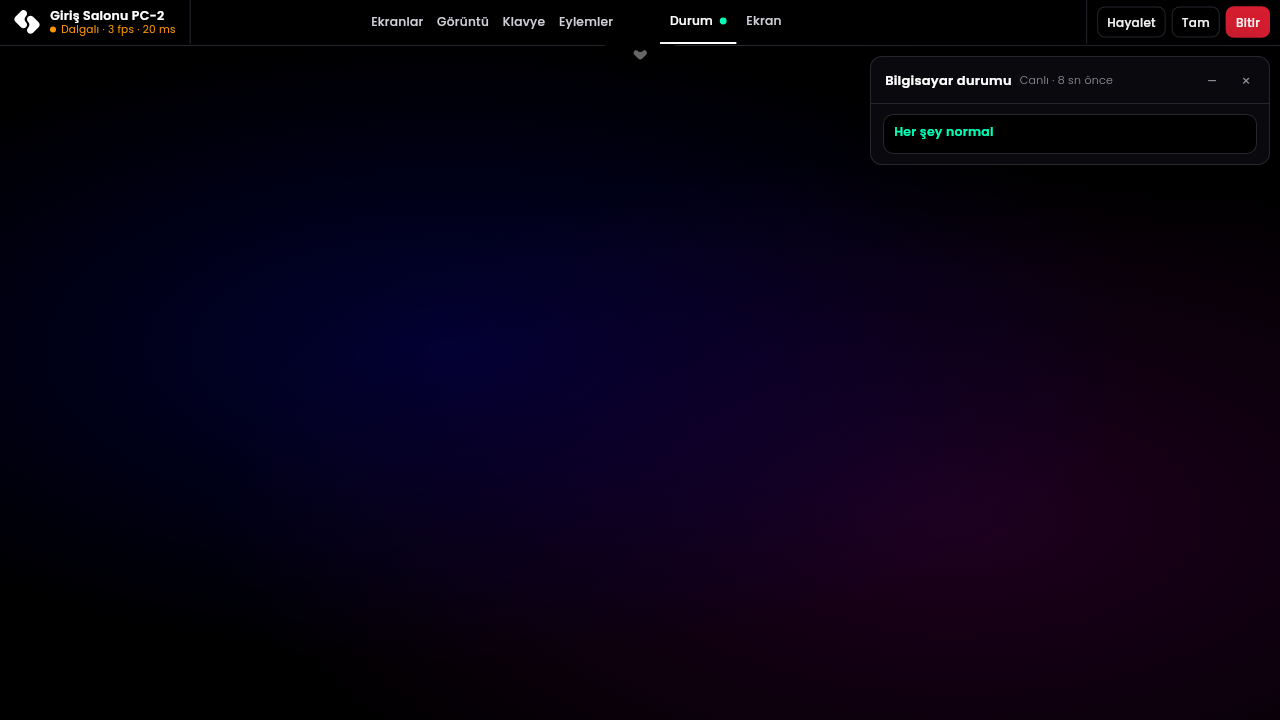 Giriş Salonu PC-2
Dalgalı · 3 fps · 20 ms
Ekranlar
Görüntü
Klavye
Eylemler
Durum
Ekran
Hayalet
Tam
Bitir
Bilgisayar durumu
Canlı · 8 sn önce
Her şey normal